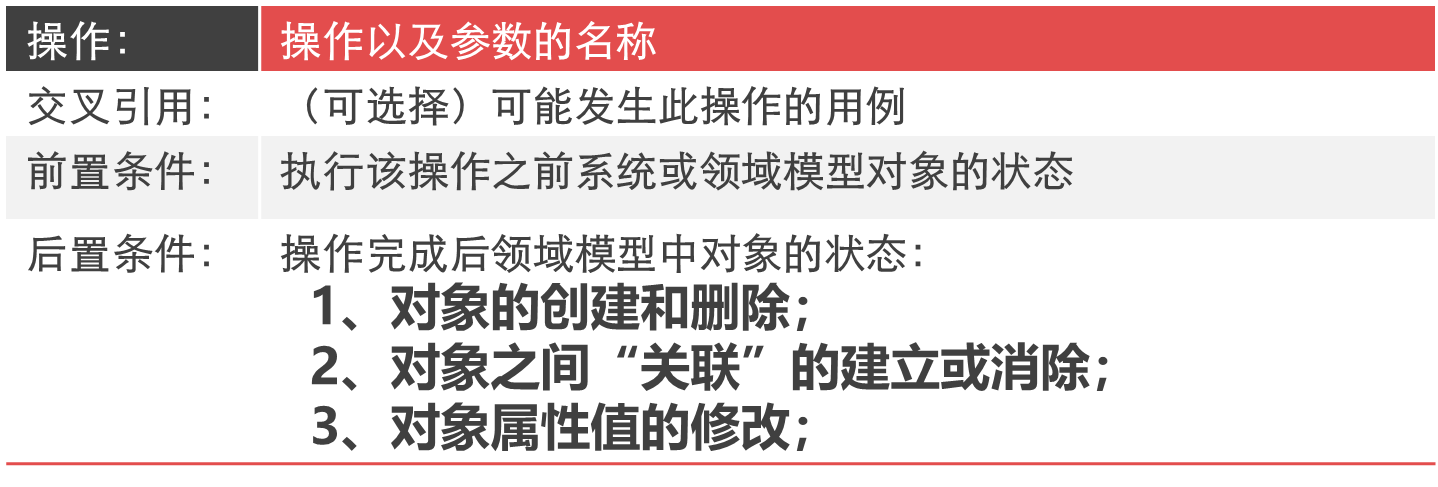 操作： 操作以及参数的名称
交叉引用： （可选择）可能发生此操作的用例
前置条件： 执行该操作之前系统或领域模型对象的状态
后置条件： 操作完成后领域模型中对象的状态：
1、对象的创建和删除；
2、对象之间“关联”的建立或消除；
3、对象属性值的修改；